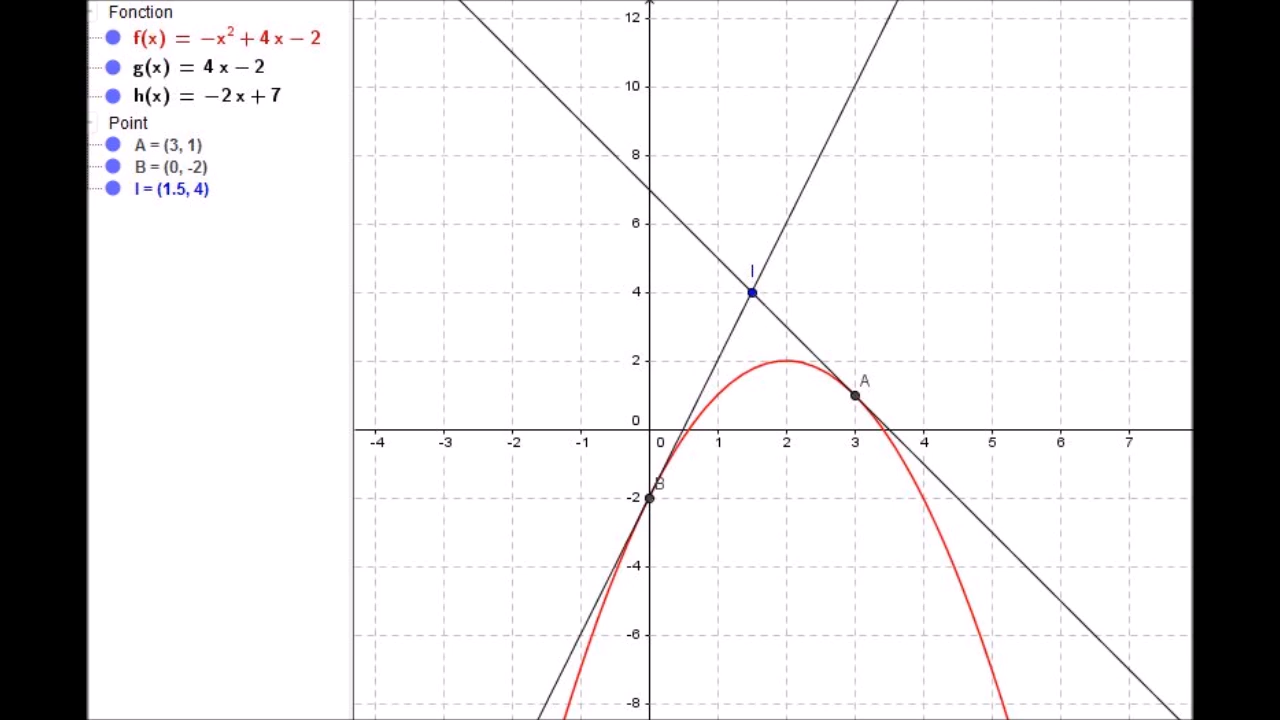 Fonction
f(x) = −x² + 4 x − 2
g(x) = 4 x − 2
h(x) = −2 x + 7
Point
A = (3, 1)
B = (0, -2)
I = (1.5, 4)
12
10
8
6
I
4
2
A
0
-4 -3 -2 -1 0 1 2 3 4 5 6 7
B
-2
-4
-6
-8